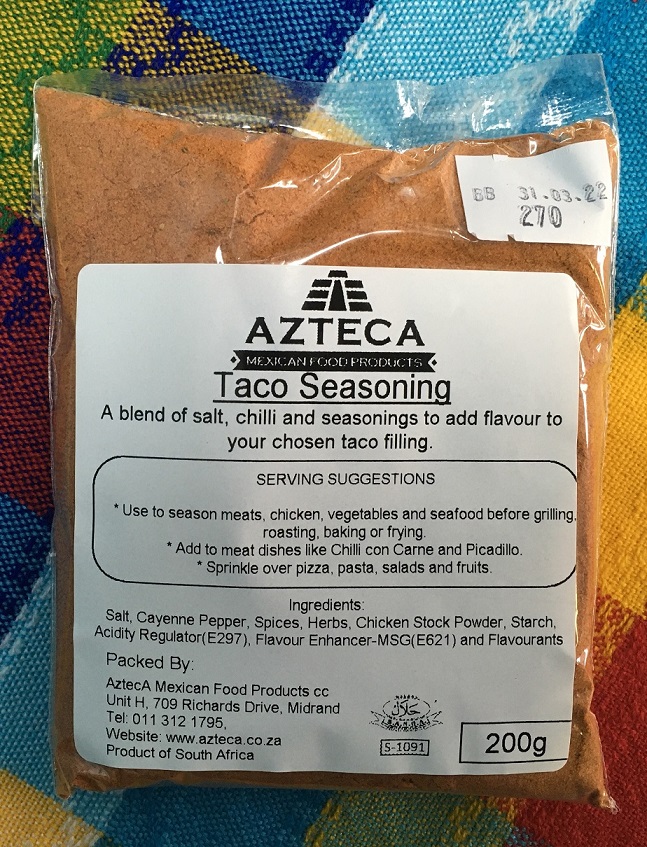 BB 31.03.22
270
AZTECA
MEXICAN FOOD PRODUCTS
Taco Seasoning
A blend of salt, chilli and seasonings to add flavour to
your chosen taco filling.
SERVING SUGGESTIONS
* Use to season meats, chicken, vegetables and seafood before grilling,
roasting, baking or frying.
* Add to meat dishes like Chilli con Carne and Picadillo.
* Sprinkle over pizza, pasta, salads and fruits.
Ingredients:
Salt, Cayenne Pepper, Spices, Herbs, Chicken Stock Powder, Starch,
Acidity Regulator(E297), Flavour Enhancer-MSG(E621) and Flavourants
Packed By:
AztecA Mexican Food Products cc
Unit H, 709 Richards Drive, Midrand
Tel: 011 312 1795,
Website: www.azteca.co.za
Product of South Africa
حلال
S-1091
200g